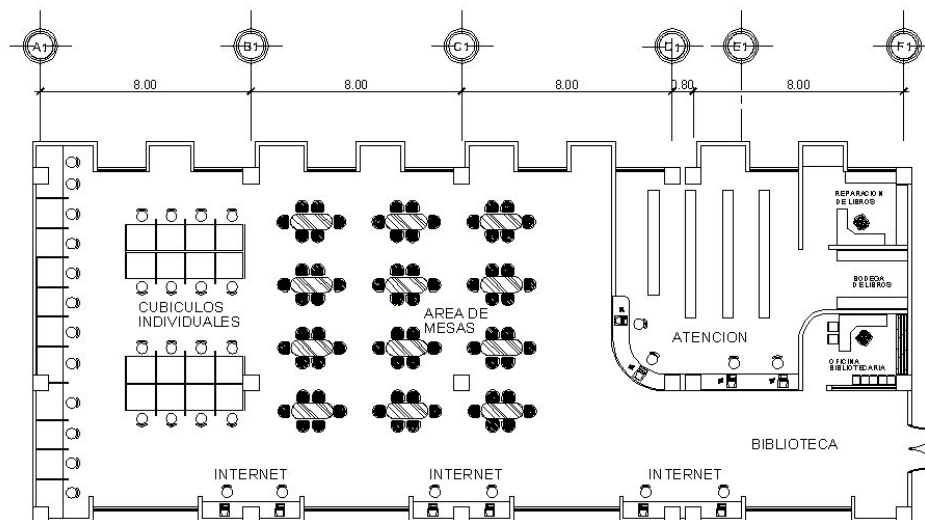 A1 B1 C1 D1 E1 F1
8.00 8.00 8.00 0.80 8.00
REPARACION
DE LIBROS
BODEGA
DE LIBROS
CUBICULOS
INDIVIDUALES
AREA DE
MESAS
ATENCION
OFICINA
BIBLIOTECARIA
BIBLIOTECA
INTERNET INTERNET INTERNET